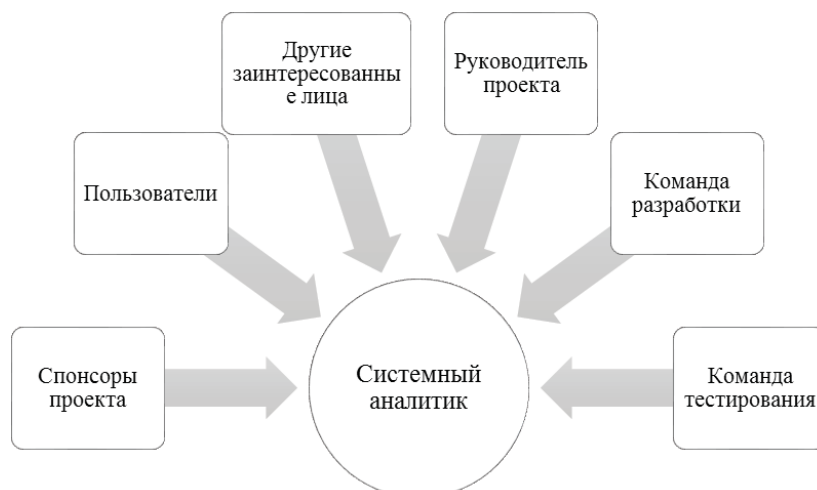 Другие
заинтересованны
е лица
Руководитель
проекта
Пользователи
Команда
разработки
Спонсоры
проекта
Системный
аналитик
Команда
тестирования